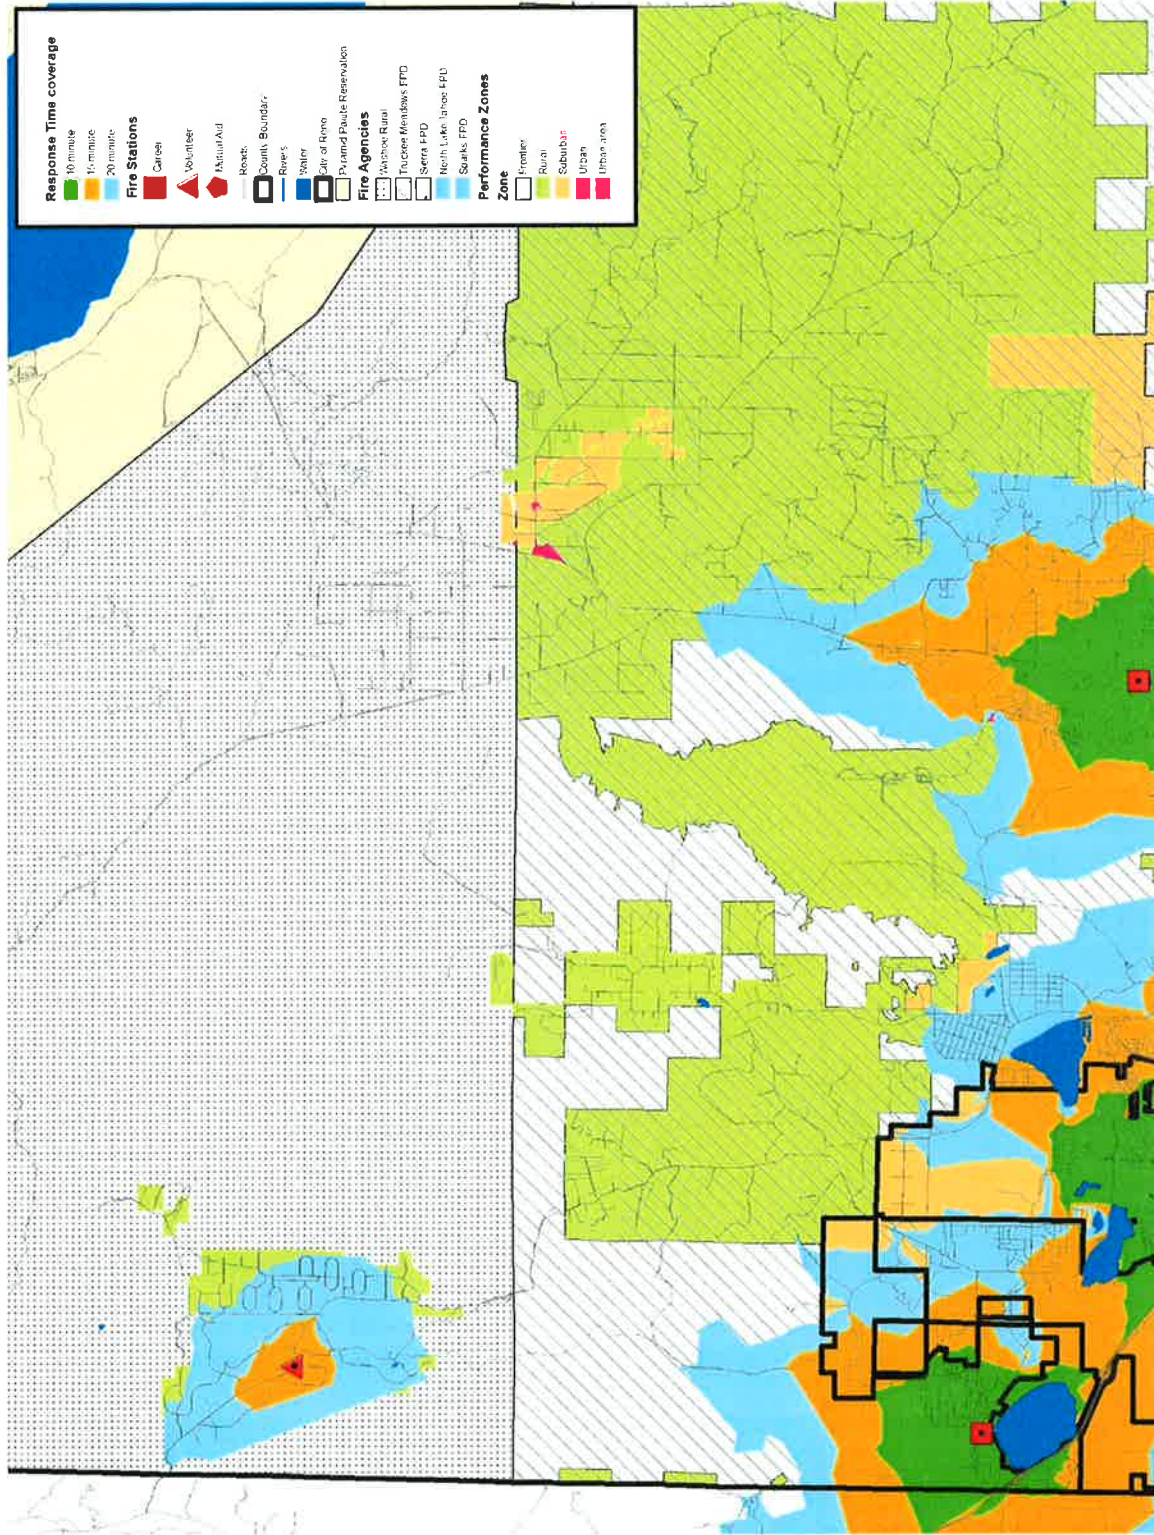 Response Time coverage
10 minute
15 minute
20 minute
Fire Stations
Career
Volunteer
Mutual Aid
Roads
County Boundary
Rivers
Water
City of Reno
Pyramid Paiute Reservation
Fire Agencies
Washoe Rural
Truckee Meadows FPD
Sierra FPD
North Lake Tahoe FPD
Sparks FPD
Performance Zones
Zone
Frontier
Rural
Suburban
Urban
Urban area